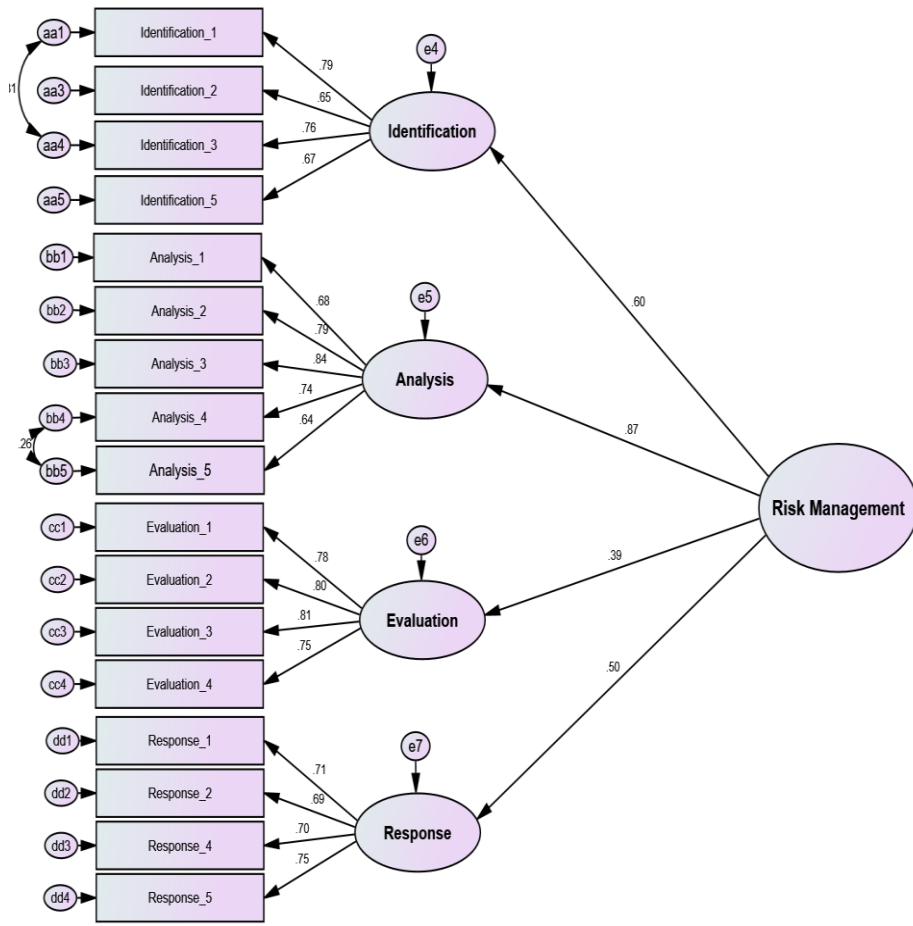 aa1
Identification_1
.79
e4
aa3
Identification_2
.65
Identification
aa4
Identification_3
.76
aa5
Identification_5
.67
bb1
Analysis_1
.68
e5
.60
bb2
Analysis_2
.79
bb3
Analysis_3
.84
Analysis
bb4
Analysis_4
.74
.87
.26
bb5
Analysis_5
.64
Risk Management
cc1
Evaluation_1
.78
e6
.39
cc2
Evaluation_2
.80
cc3
Evaluation_3
.81
Evaluation
cc4
Evaluation_4
.75
.50
dd1
Response_1
.71
e7
dd2
Response_2
.69
dd3
Response_4
.70
Response
dd4
Response_5
.75